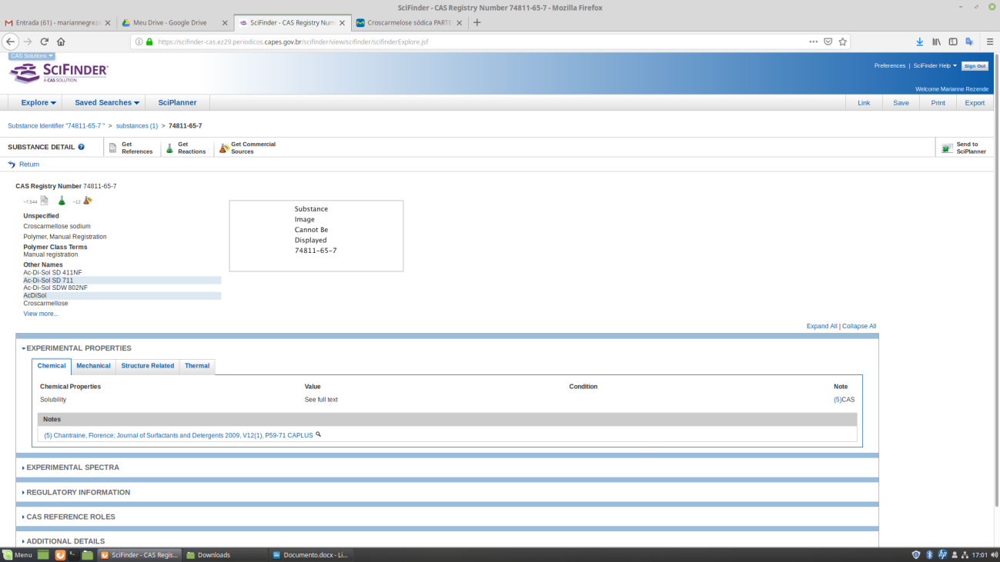 SciFinder - CAS Registry Number 74811-65-7 - Mozilla Firefox
Entrada (61) - mariannegreze
Meu Drive - Google Drive
SciFinder - CAS Registry Num
Croscarmelose sódica PARTE
https://scifinder-cas.ez29.periodicos.capes.gov.br/scifinder/view/scifinder/scifinderExplore.jsf
CAS Solutions
SCIFINDER®
A CAS SOLUTION
Preferences | SciFinder Help Sign Out
Welcome Marianne Rezende
Explore Saved Searches SciPlanner Link Save Print Export
Substance Identifier "74811-65-7 " > substances (1) > 74811-65-7
SUBSTANCE DETAIL
Get References
Get Reactions
Get Commercial Sources
Send to SciPlanner
Return
CAS Registry Number 74811-65-7
~7,544 ~12
Unspecified
Croscarmellose sodium
Polymer, Manual Registration
Polymer Class Terms
Manual registration
Other Names
Ac-Di-Sol SD 411NF
Ac-Di-Sol SD 711
Ac-Di-Sol SDW 802NF
AcDiSol
Croscarmellose
View more...
Substance
Image
Cannot Be
Displayed
74811-65-7
Expand All | Collapse All
EXPERIMENTAL PROPERTIES
Chemical Mechanical Structure Related Thermal
Chemical Properties Value Condition Note
Solubility See full text (5)CAS
Notes
(5) Chantraine, Florence; Journal of Surfactants and Detergents 2009, V12(1), P59-71 CAPLUS
EXPERIMENTAL SPECTRA
REGULATORY INFORMATION
CAS REFERENCE ROLES
ADDITIONAL DETAILS
Menu
SciFinder - CAS Regis...
Downloads
Documento.docx - Li...
17:01